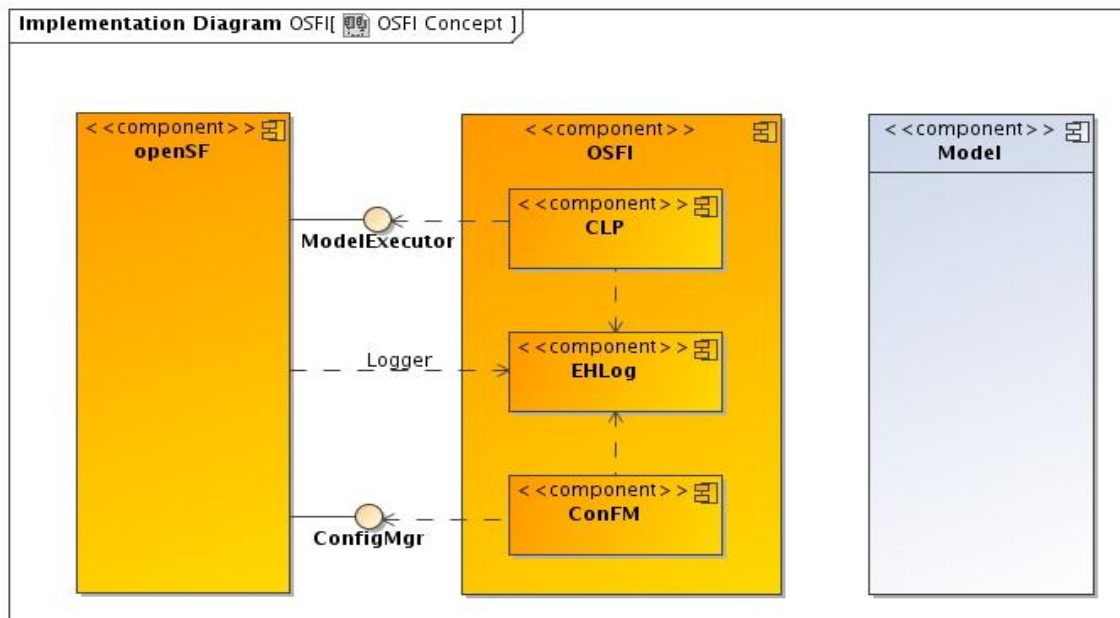 Implementation Diagram OSFI[ OSFI Concept ]
< <component> >
openSF
< <component> >
OSFI
< <component> >
Model
< <component> >
CLP
ModelExecutor
Logger
< <component> >
EHLog
< <component> >
ConFM
ConfigMgr